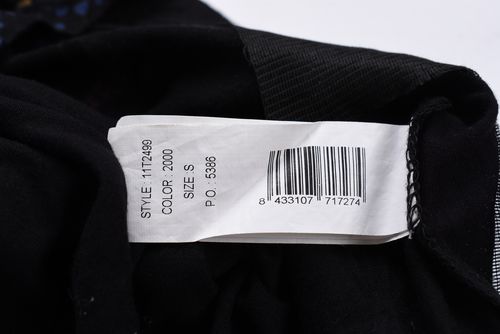 STYLE : 11T2499
COLOR : 2000
SIZE : S
P.O. : 5386
8 433107 717274